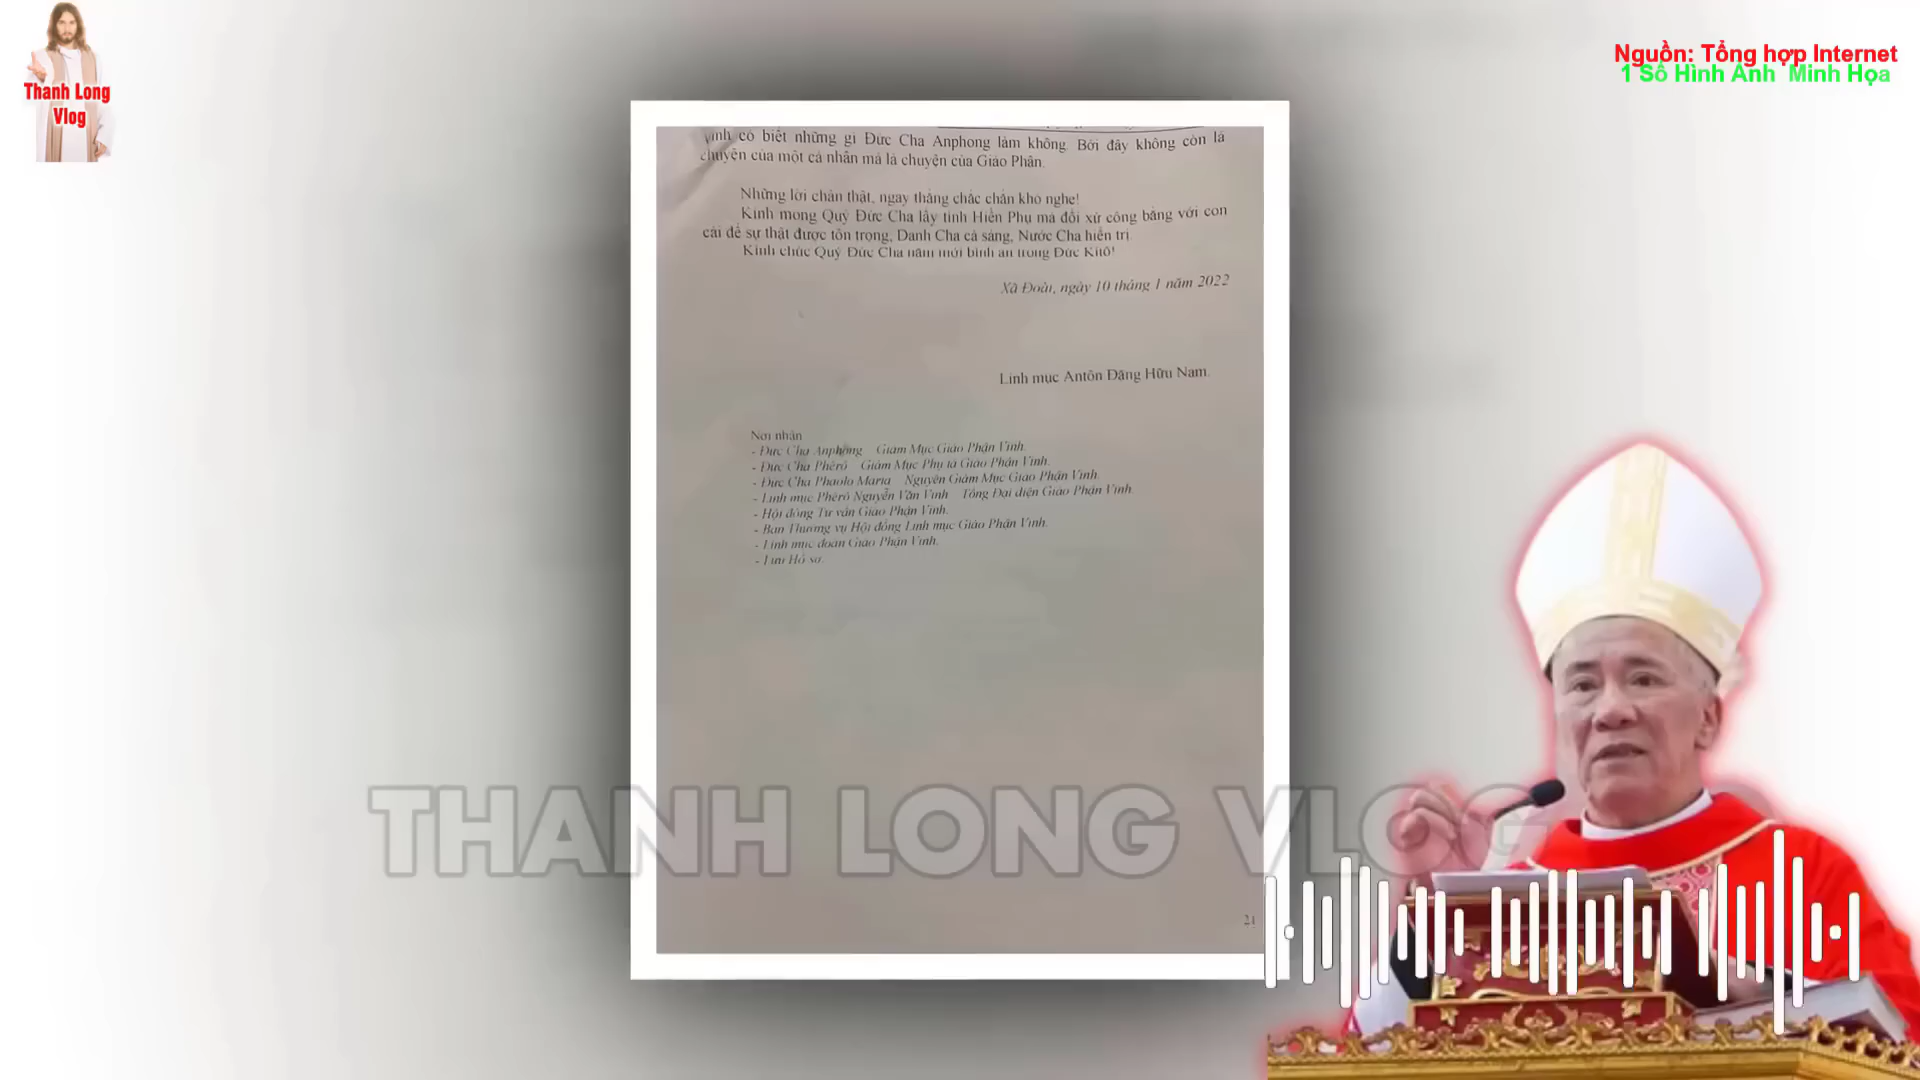 Thanh Long
Vlog
Nguồn: Tổng hợp Internet
1 Số Hình Ảnh Minh Họa
có biết những gì Đức Cha Anphong làm không. Bởi đây không còn là
chuyện của một cá nhân mà là chuyện của Giáo Phận.
Những lời chân thật, ngay thẳng chắc chắn khó nghe!
Kính mong Quý Đức Cha lấy tình Hiền Phụ mà đối xử công bằng với con
cái để sự thật được tôn trọng, Danh Cha cả sáng, Nước Cha hiển trị.
Kính chúc Quý Đức Cha năm mới bình an trong Đức Kitô!
Xã Đoài, ngày 10 tháng 1 năm 2022
Linh mục Antôn Đặng Hữu Nam.
Nơi nhận
- Đức Cha Anphong Giám Mục Giáo Phận Vinh.
- Đức Cha Phêrô Giám Mục Phụ tá Giáo Phận Vinh.
- Đức Cha Phaolô Maria Nguyên Giám Mục Giáo Phận Vinh.
- Linh mục Phêrô Nguyễn Văn Vinh Tổng Đại diện Giáo Phận Vinh.
- Hội đồng Tư vấn Giáo Phận Vinh.
- Ban Thường vụ Hội đồng Linh mục Giáo Phận Vinh.
- Linh mục đoàn Giáo Phận Vinh.
- Lưu Hồ sơ.
THANH LONG VLOG
21